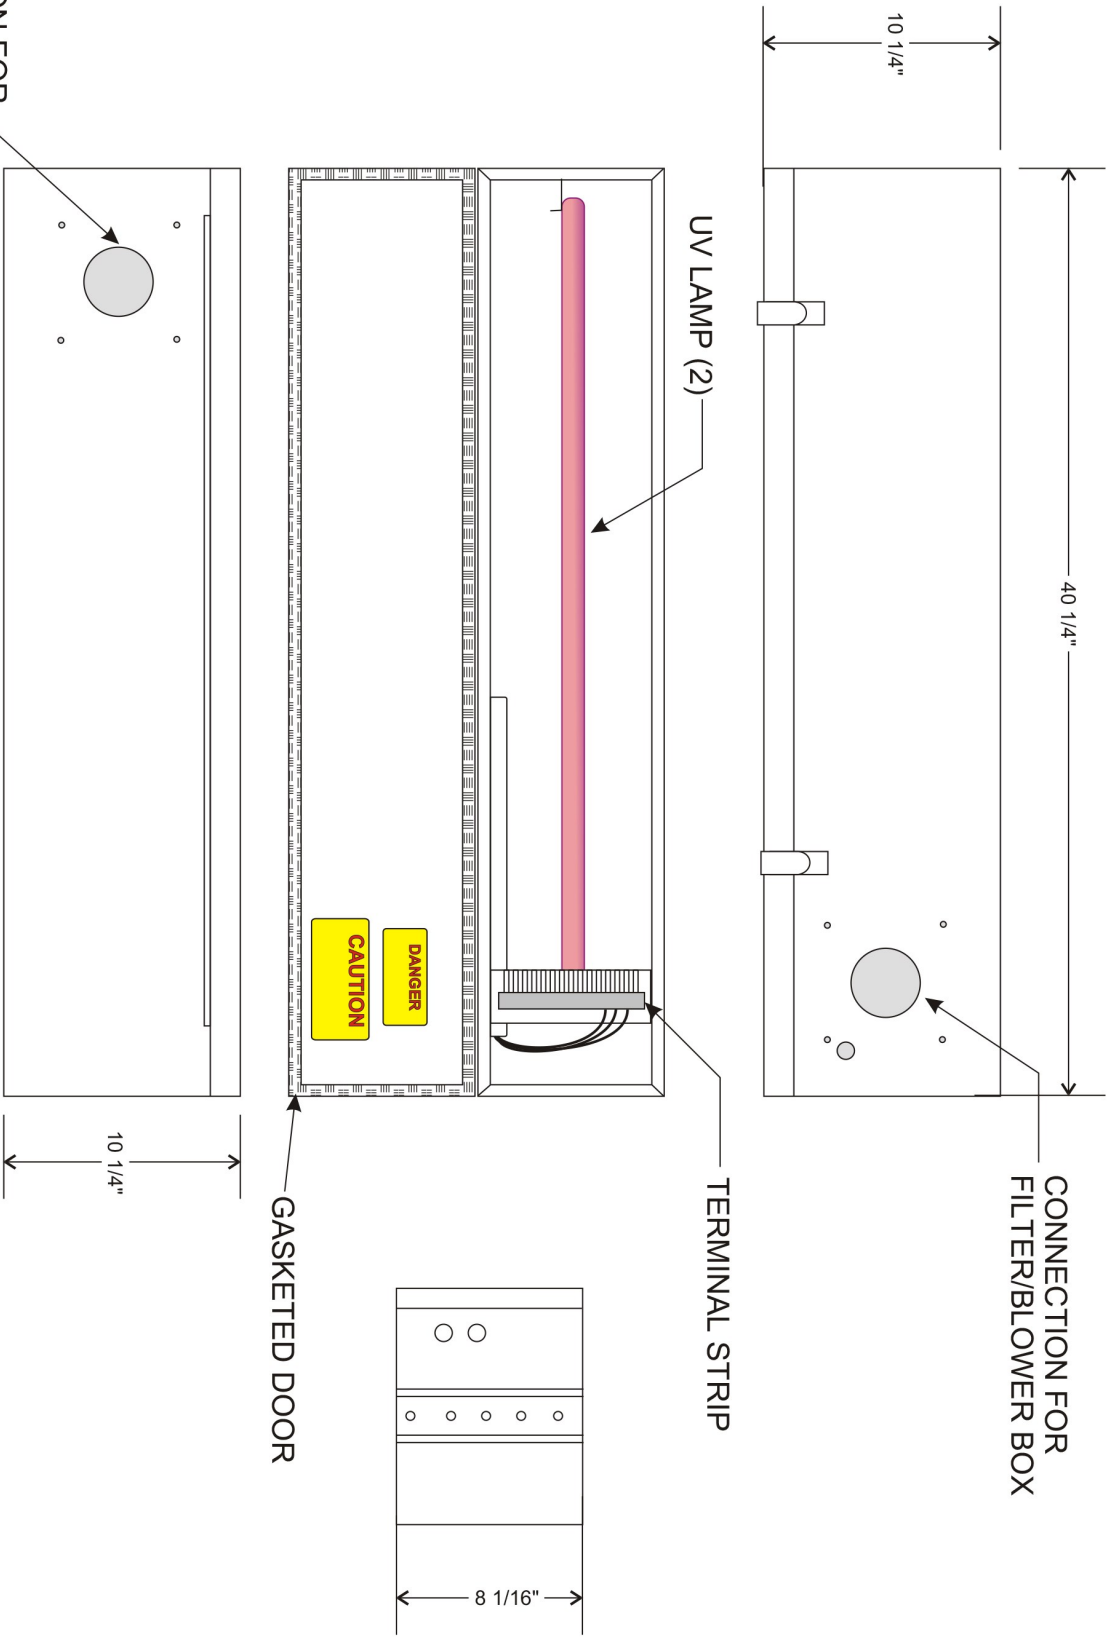 CONNECTION FOR
FILTER/BLOWER BOX
40 1/4"
10 1/4"
UV LAMP (2)
TERMINAL STRIP
DANGER
CAUTION
GASKETED DOOR
8 1/16"
10 1/4"
FOR